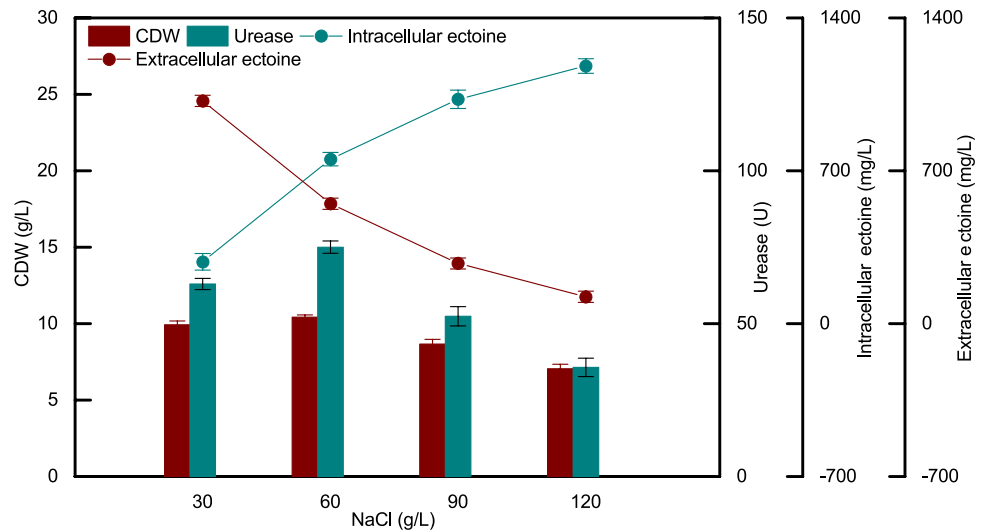 CDW Urease Intracellular ectoine
Extracellular ectoine
30
25
20
15
10
5
0
CDW (g/L)
30 60 90 120
NaCl (g/L)
150
100
50
0
Urease (U)
1400
700
0
-700
Intracellular ectoine (mg/L)
1400
700
0
-700
Extracellular e ctoine (mg/L)